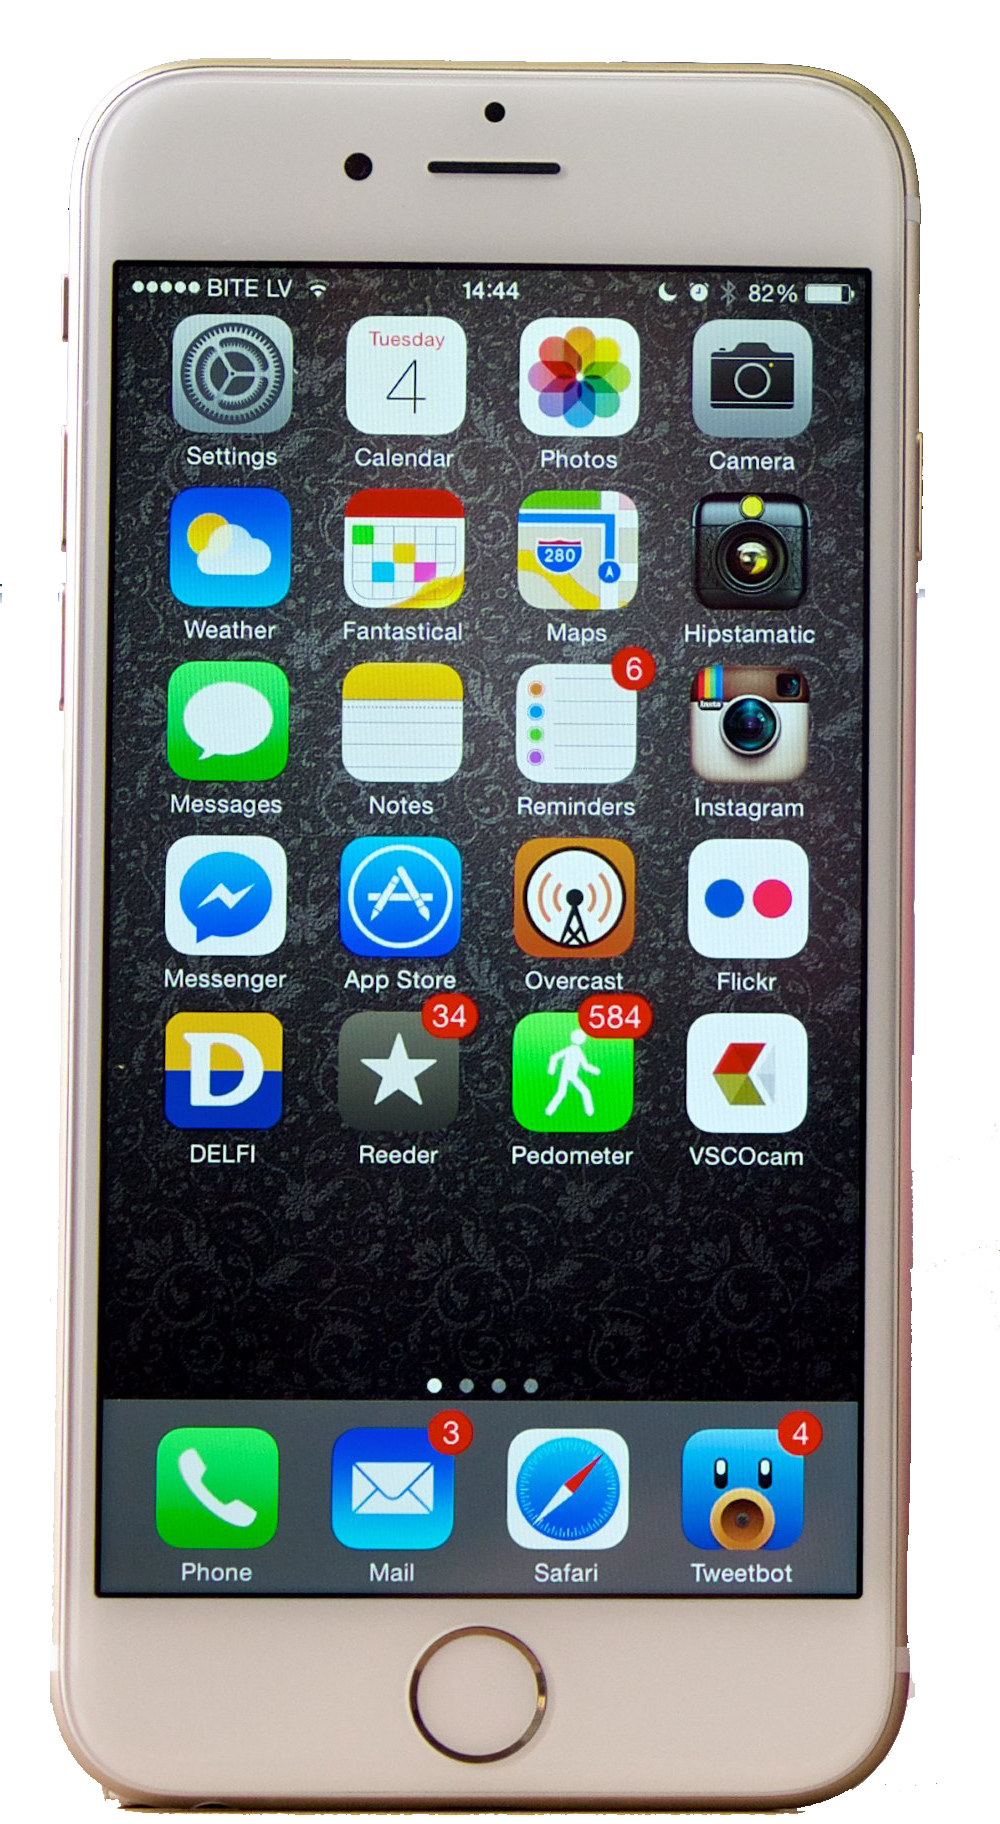 BITE LV 14:44 82%
Tuesday
4
Settings Calendar Photos Camera
280
Weather Fantastical Maps Hipstamatic
6
Insta
Messages Notes Reminders Instagram
Messenger App Store Overcast Flickr
34 584
D
DELFI Reeder Pedometer VSCOcam
3 4
Phone Mail Safari Tweetbot